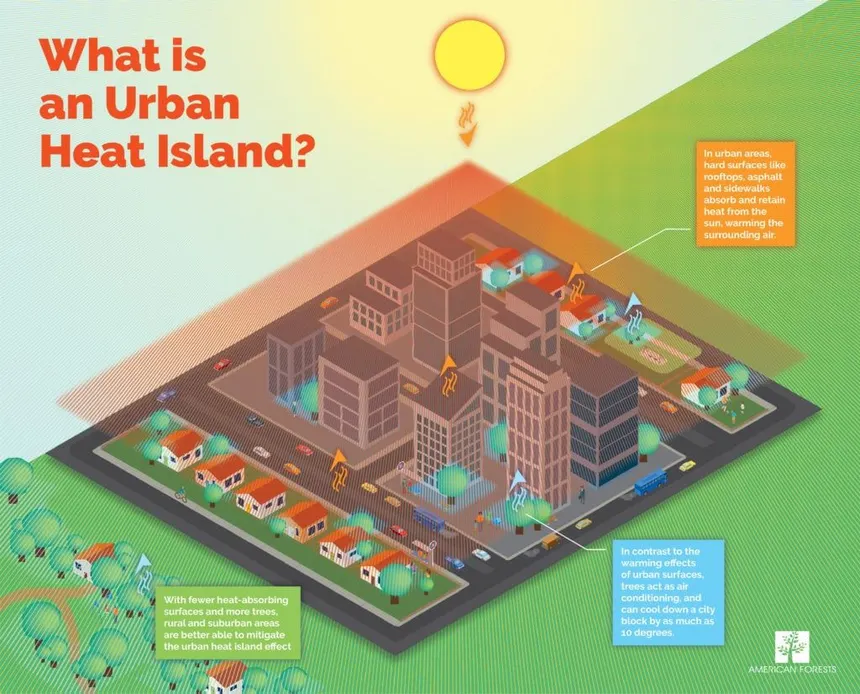 What is
an Urban
Heat Island?
In urban areas,
hard surfaces like
rooftops, asphalt
and sidewalks
absorb and retain
heat from the
sun, warming the
surrounding air.
In contrast to the
warming effects
of urban surfaces,
trees act as air
conditioning, and
can cool down a city
block by as much as
10 degrees.
With fewer heat-absorbing
surfaces and more trees,
rural and suburban areas
are better able to mitigate
the urban heat island effect
AMERICAN FORESTS